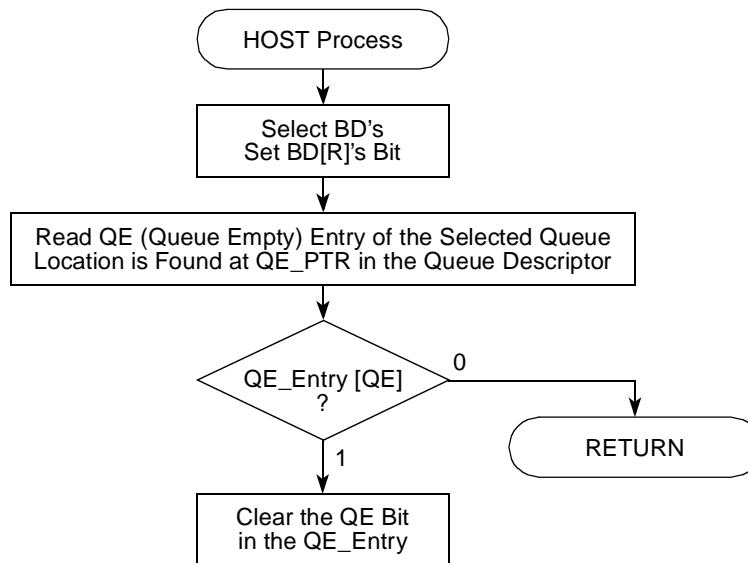 HOST Process
Select BD's
Set BD[R]'s Bit
Read QE (Queue Empty) Entry of the Selected Queue
Location is Found at QE_PTR in the Queue Descriptor
QE_Entry [QE]
?
0
RETURN
1
Clear the QE Bit
in the QE_Entry